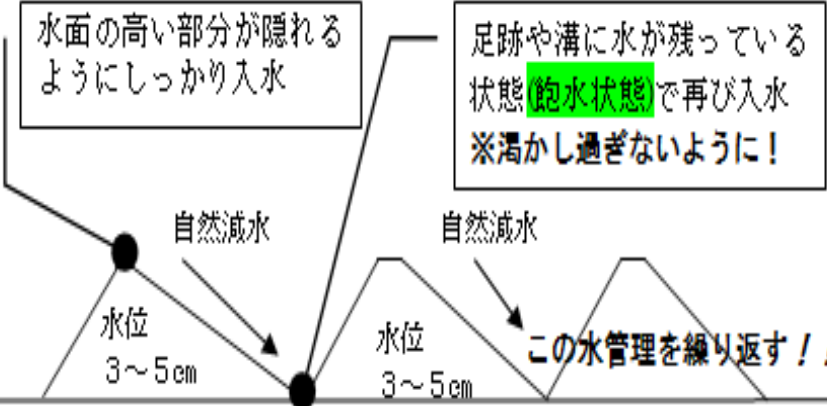 水面の高い部分が隠れる
ようにしっかり入水
足跡や溝に水が残っている
状態(飽水状態)で再び入水
※渇かし過ぎないように！
自然減水
自然減水
水位
3～5cm
水位
3～5cm
この水管理を繰り返す！！